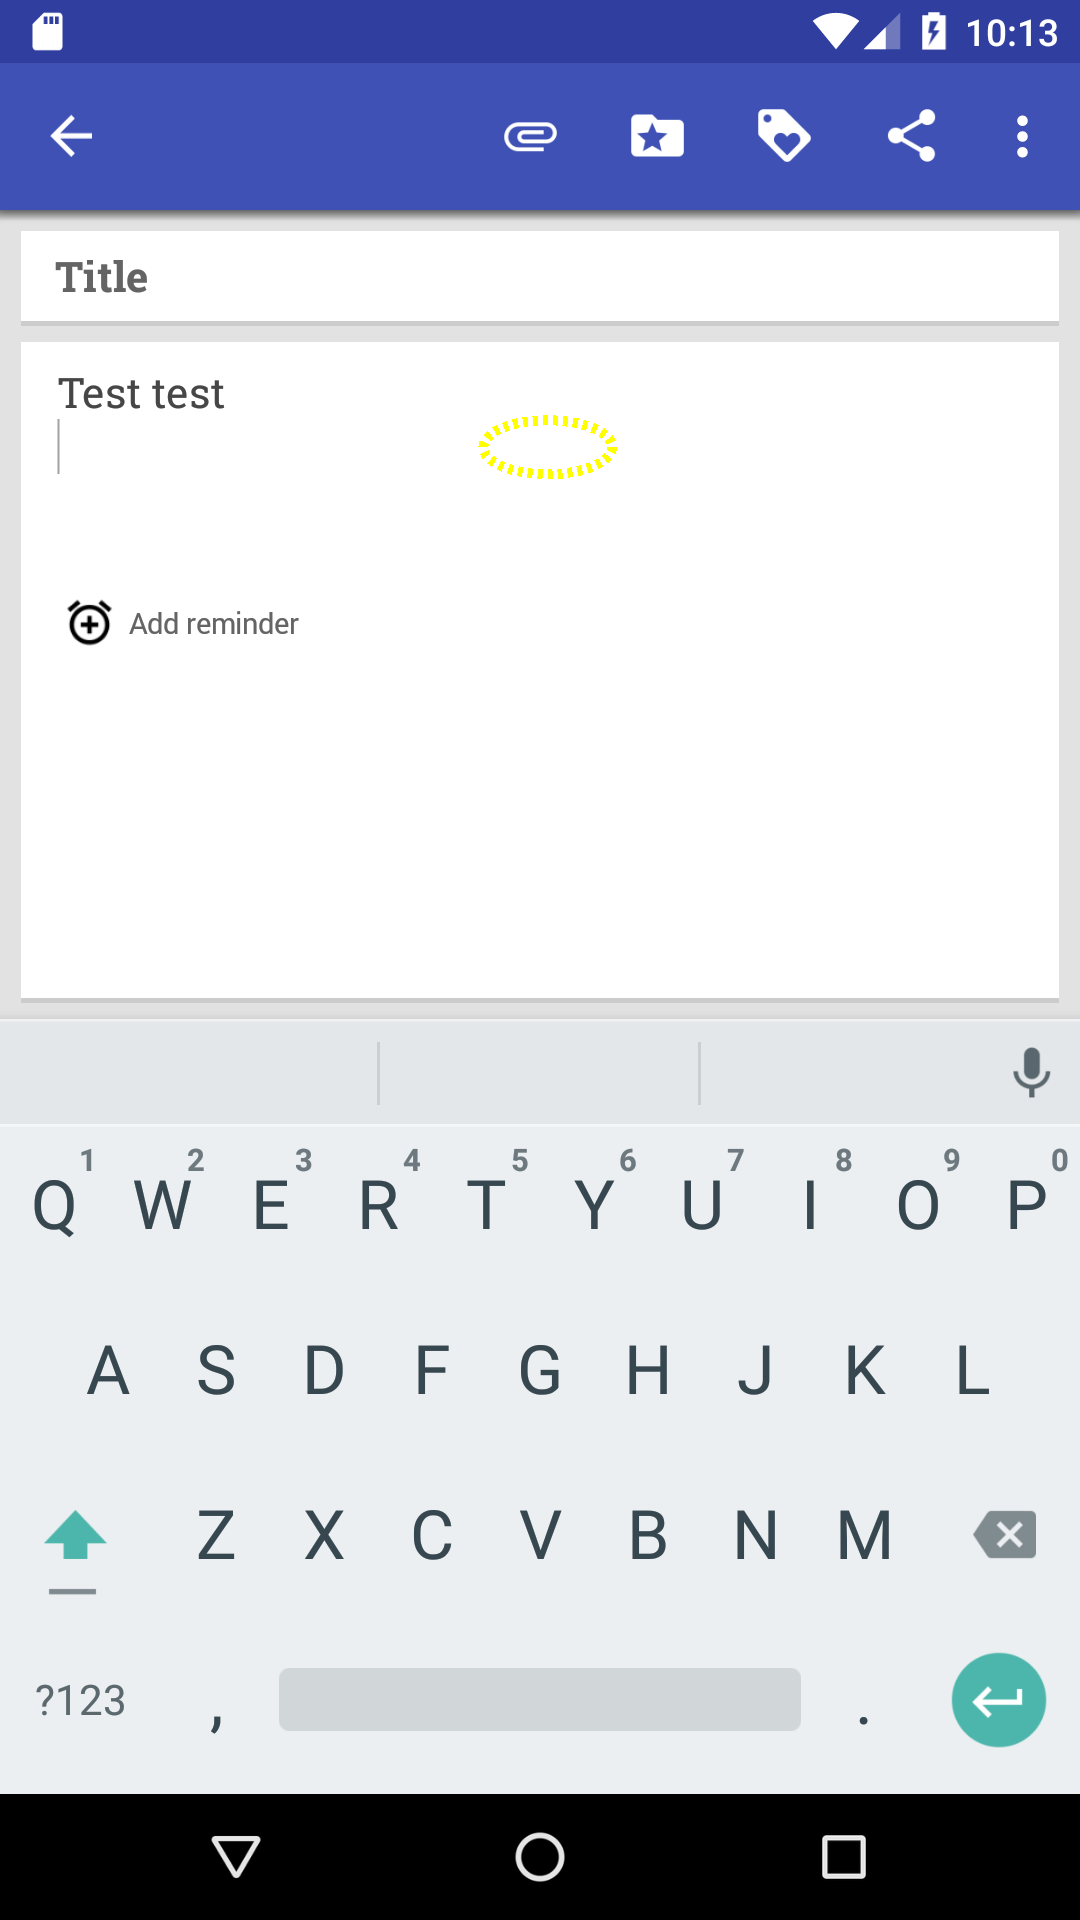 10:13
Title
Test test
Add reminder
1 2 3 4 5 6 7 8 9 0
Q W E R T Y U I O P
A S D F G H J K L
Z X C V B N M
?123 , .